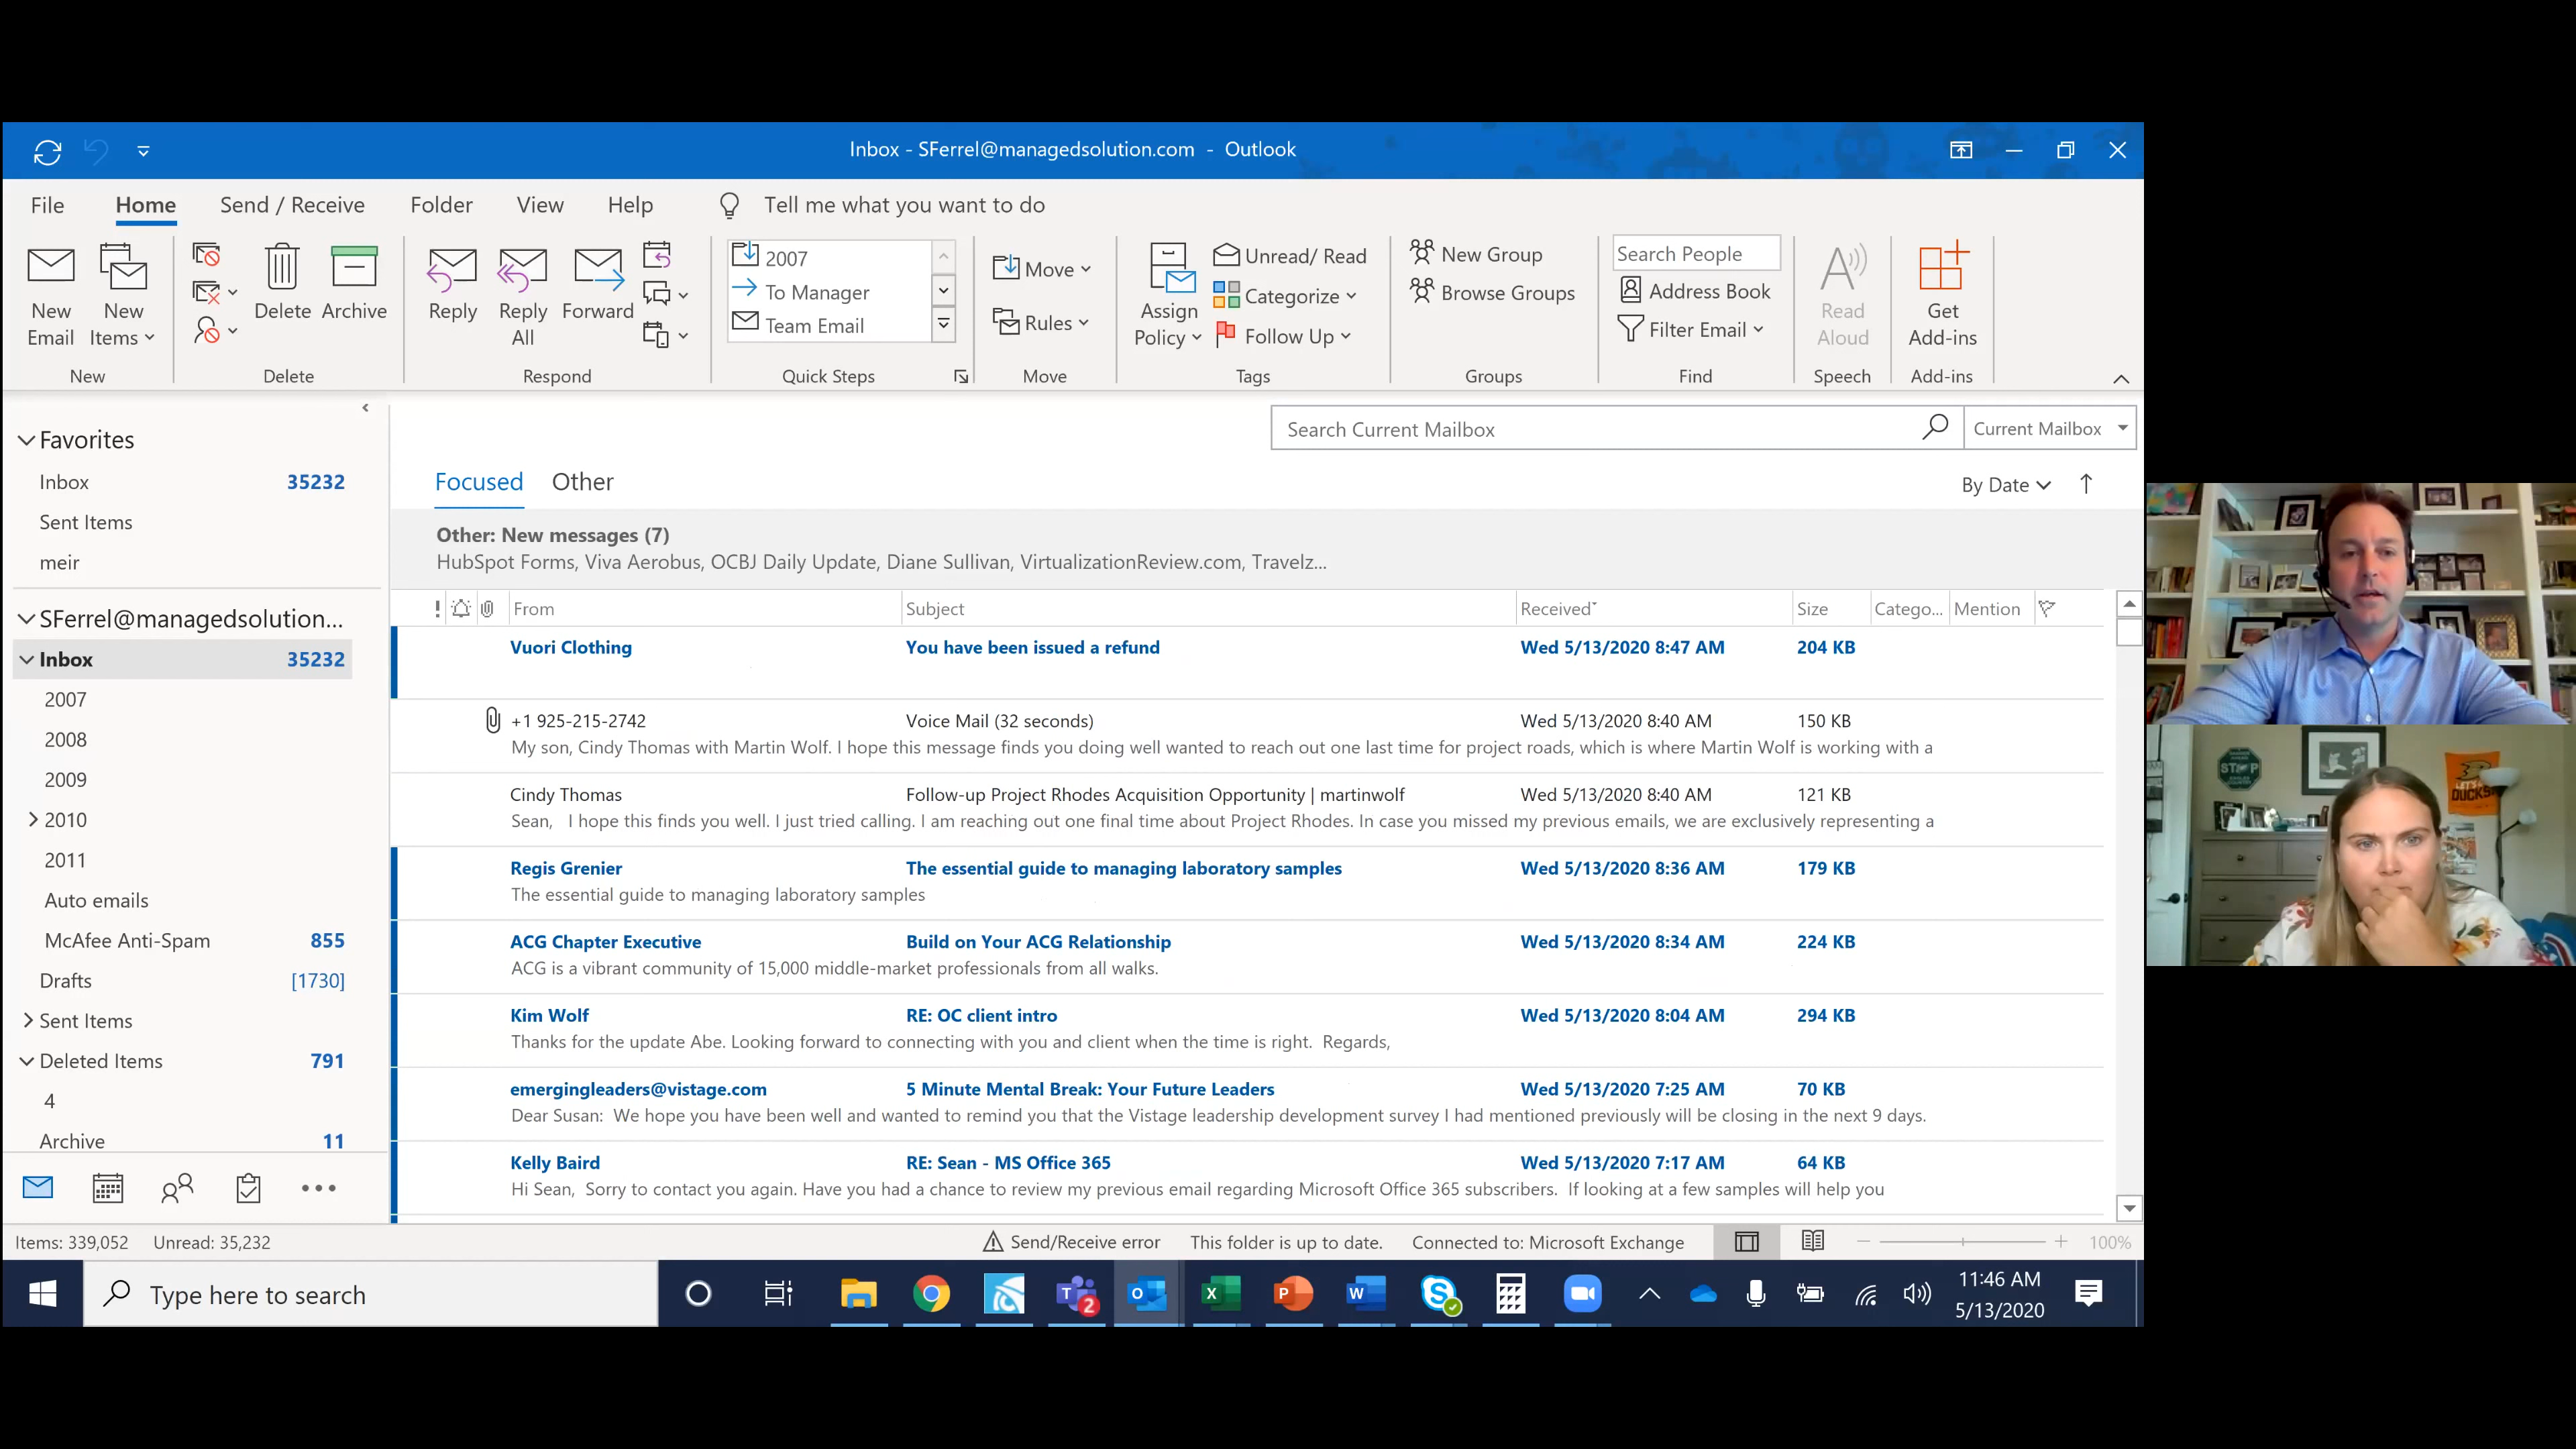 Inbox - SFerrel@managedsolution.com - Outlook
File Home Send / Receive Folder View Help Tell me what you want to do
New Email
New Items
New
Delete
Archive
Delete
Reply
Reply All
Forward
Respond
2007
To Manager
Team Email
Quick Steps
Move
Rules
Move
Assign Policy
Unread/ Read
Categorize
Follow Up
Tags
New Group
Browse Groups
Groups
Search People
Address Book
Filter Email
Find
Read Aloud
Speech
Get Add-ins
Add-ins
Favorites
Inbox 35232
Sent Items
meir
SFerrel@managedsolution...
Inbox 35232
2007
2008
2009
2010
2011
Auto emails
McAfee Anti-Spam 855
Drafts [1730]
Sent Items
Deleted Items 791
4
Archive 11
Search Current Mailbox Current Mailbox
Focused Other By Date
Other: New messages (7)
HubSpot Forms, Viva Aerobus, OCBJ Daily Update, Diane Sullivan, VirtualizationReview.com, Travelz...
! From Subject Received Size Catego... Mention
Vuori Clothing You have been issued a refund Wed 5/13/2020 8:47 AM 204 KB
+1 925-215-2742 Voice Mail (32 seconds) Wed 5/13/2020 8:40 AM 150 KB
My son, Cindy Thomas with Martin Wolf. I hope this message finds you doing well wanted to reach out one last time for project roads, which is where Martin Wolf is working with a
Cindy Thomas Follow-up Project Rhodes Acquisition Opportunity | martinwolf Wed 5/13/2020 8:40 AM 121 KB
Sean, I hope this finds you well. I just tried calling. I am reaching out one final time about Project Rhodes. In case you missed my previous emails, we are exclusively representing a
Regis Grenier The essential guide to managing laboratory samples Wed 5/13/2020 8:36 AM 179 KB
The essential guide to managing laboratory samples
ACG Chapter Executive Build on Your ACG Relationship Wed 5/13/2020 8:34 AM 224 KB
ACG is a vibrant community of 15,000 middle-market professionals from all walks.
Kim Wolf RE: OC client intro Wed 5/13/2020 8:04 AM 294 KB
Thanks for the update Abe. Looking forward to connecting with you and client when the time is right. Regards,
emergingleaders@vistage.com 5 Minute Mental Break: Your Future Leaders Wed 5/13/2020 7:25 AM 70 KB
Dear Susan: We hope you have been well and wanted to remind you that the Vistage leadership development survey I had mentioned previously will be closing in the next 9 days.
Kelly Baird RE: Sean - MS Office 365 Wed 5/13/2020 7:17 AM 64 KB
Hi Sean, Sorry to contact you again. Have you had a chance to review my previous email regarding Microsoft Office 365 subscribers. If looking at a few samples will help you
Items: 339,052 Unread: 35,232 Send/Receive error This folder is up to date. Connected to: Microsoft Exchange 100%
Type here to search
T 2 O X P W S
11:46 AM
5/13/2020
STOP
DUCKS